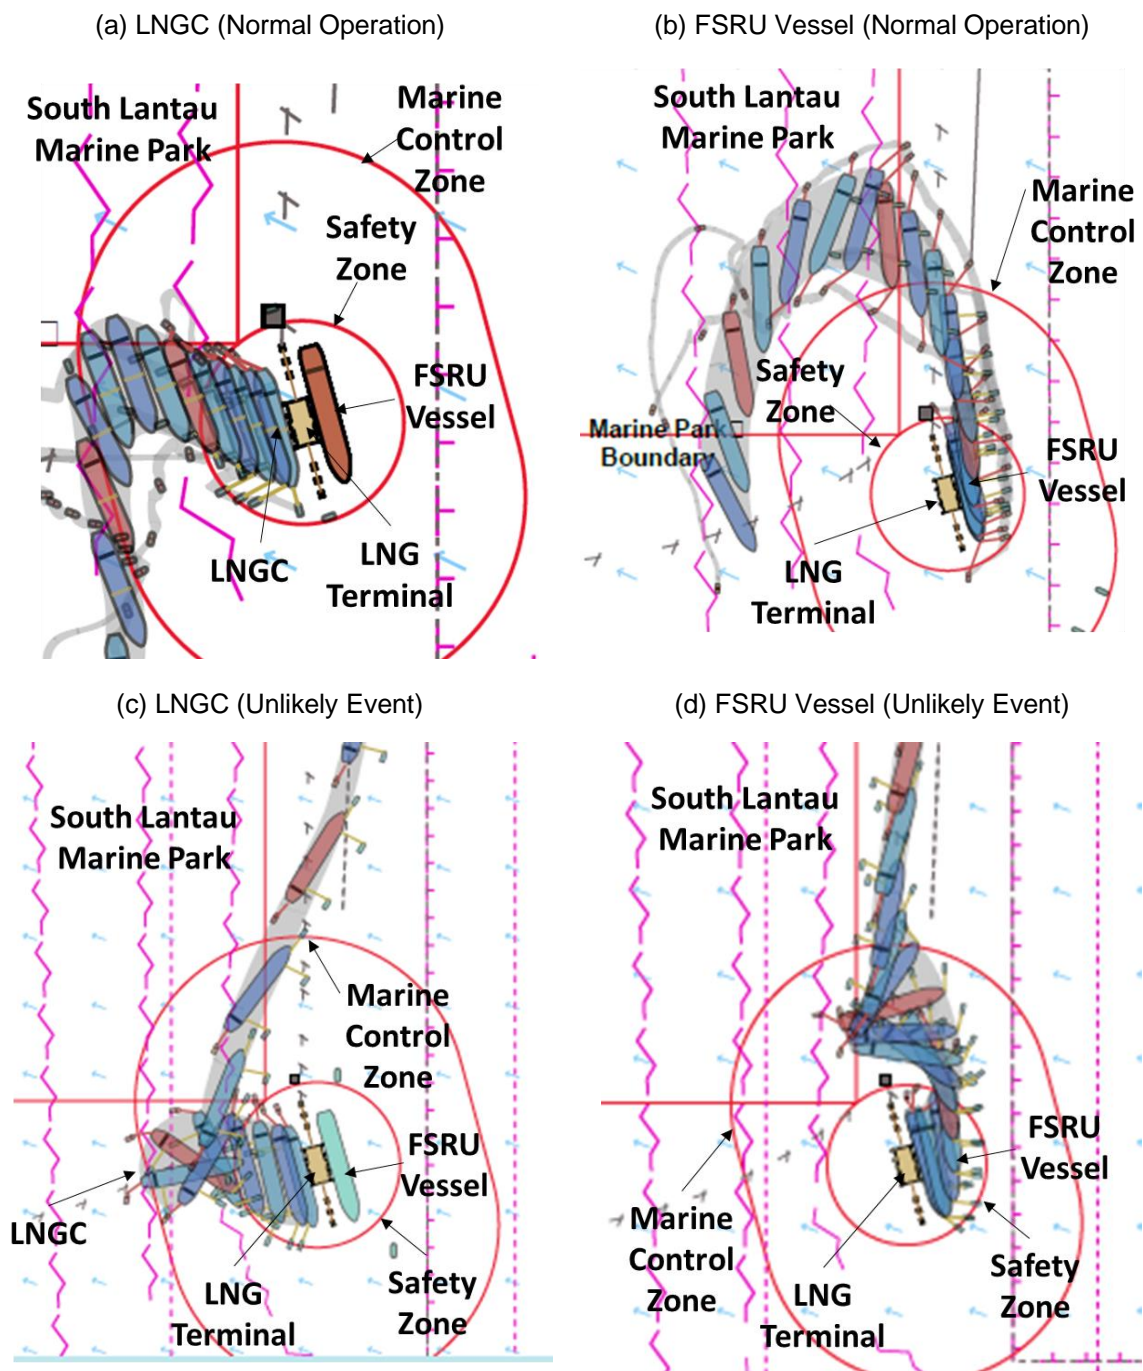 (a) LNGC (Normal Operation)
South Lantau
Marine Park
Marine
Control
Zone
Safety
Zone
FSRU
Vessel
LNGC
LNG
Terminal
(b) FSRU Vessel (Normal Operation)
South Lantau
Marine Park
Marine
Control
Zone
Safety
Zone
Marine Park
Boundary
FSRU
Vessel
LNG
Terminal
(c) LNGC (Unlikely Event)
South Lantau
Marine Park
Marine
Control
Zone
FSRU
Vessel
LNGC
LNG
Terminal
Safety
Zone
(d) FSRU Vessel (Unlikely Event)
South Lantau
Marine Park
FSRU
Vessel
Marine
Control
Zone
LNG
Terminal
Safety
Zone